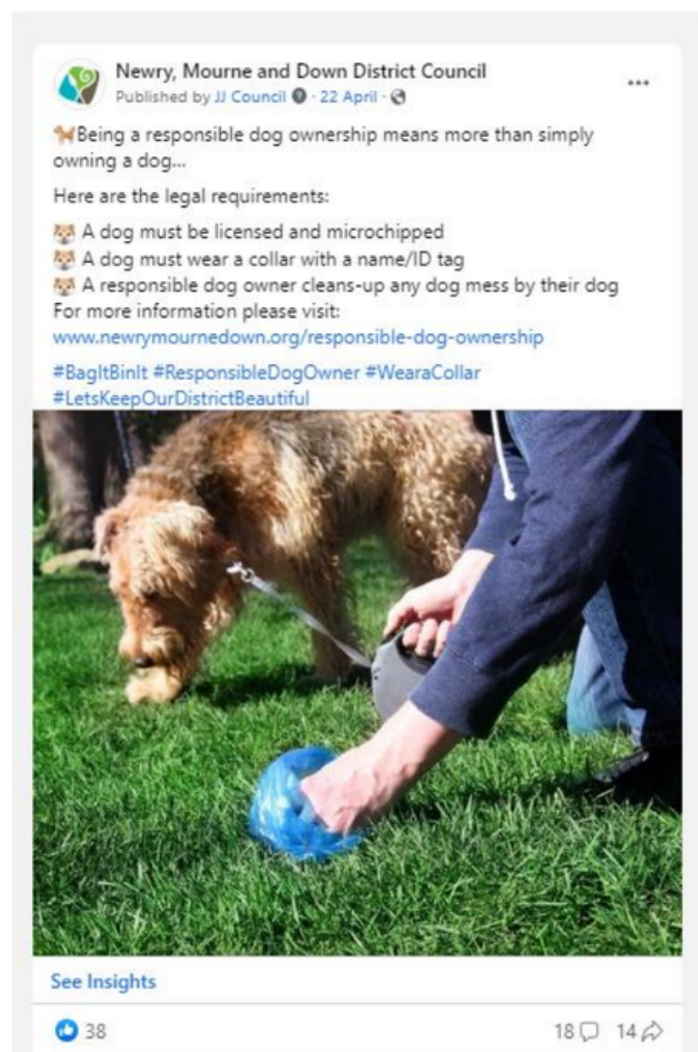 Newry, Mourne and Down District Council
Published by JJ Council · 22 April ·
🐕Being a responsible dog ownership means more than simply
owning a dog...
Here are the legal requirements:
🐶 A dog must be licensed and microchipped
🐶 A dog must wear a collar with a name/ID tag
🐶 A responsible dog owner cleans-up any dog mess by their dog
For more information please visit:
www.newrymournedown.org/responsible-dog-ownership
#BagItBinIt #ResponsibleDogOwner #WearaCollar
#LetsKeepOurDistrictBeautiful
See Insights
38
18 14